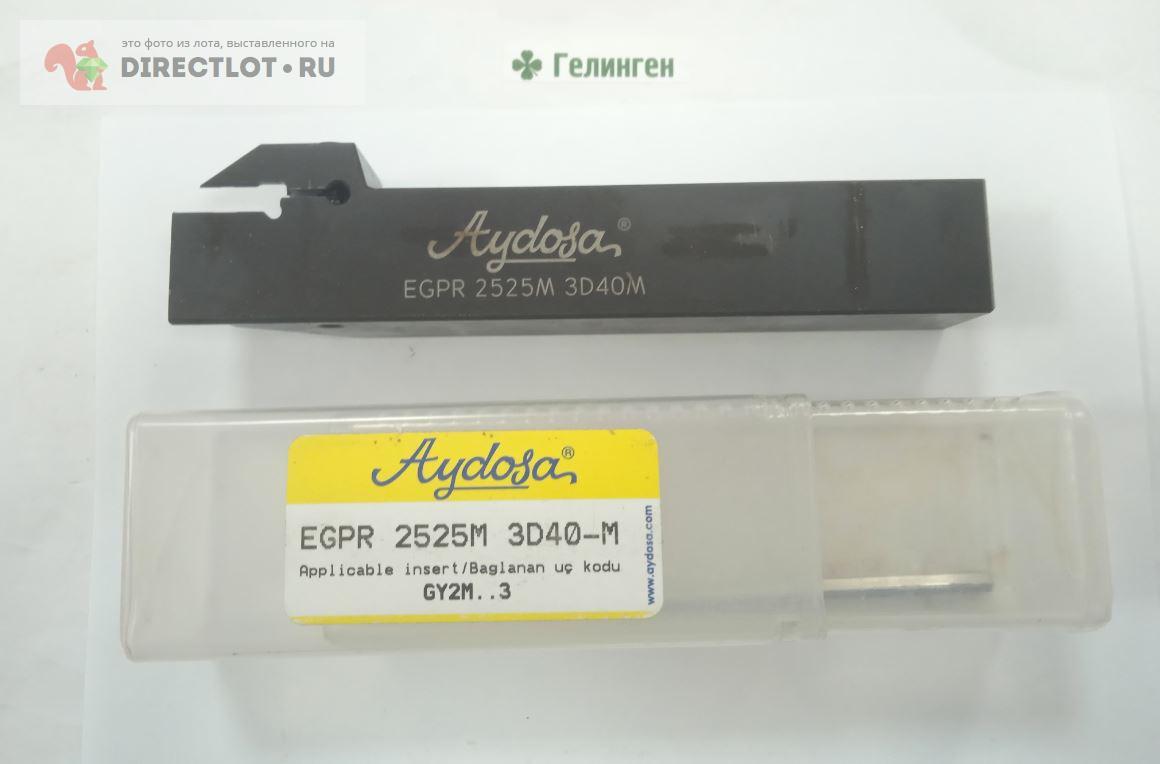 это фото из лота, выставленного на
DIRECTLOT•RU
Гелинген
Aydosa®
EGPR 2525M 3D40M
Aydosa®
EGPR 2525M 3D40-M
Applicable insert/Baglanan uç kodu
GY2M..3
www.aydosa.com